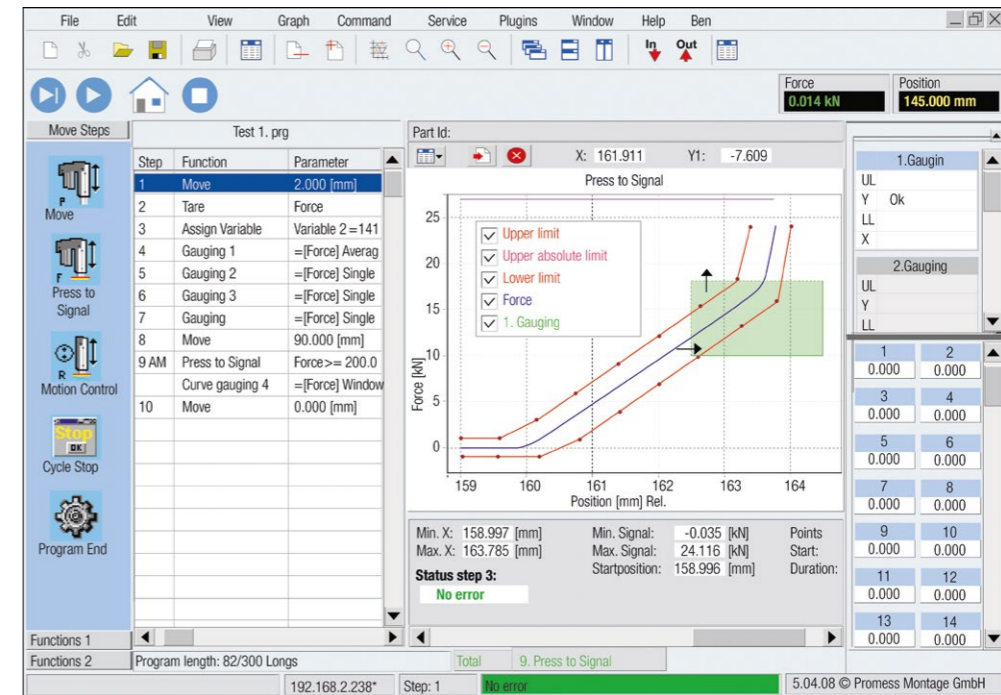 File Edit View Graph Command Service Plugins Window Help Ben
In Out
Force Position
0.014 kN 145.000 mm
Move Steps
P
Move
F
Press to
Signal
R
Motion Control
Stop
OK
Cycle Stop
Program End
Functions 1
Functions 2
Test 1. prg
Step Function Parameter
1 Move 2.000 [mm]
2 Tare Force
3 Assign Variable Variable 2=141
4 Gauging 1 =[Force] Averag
5 Gauging 2 =[Force] Single
6 Gauging 3 =[Force] Single
7 Gauging =[Force] Single
8 Move 90.000 [mm]
9 AM Press to Signal Force>= 200.0
Curve gauging 4 =[Force] Window
10 Move 0.000 [mm]
Part Id:
X: 161.911 Y1: -7.609
Press to Signal
Upper limit
Upper absolute limit
Lower limit
Force
1. Gauging
Force [kN]
25
20
15
10
5
0
159 160 161 162 163 164
Position [mm] Rel.
Min. X: 158.997 [mm] Min. Signal: -0.035 [kN] Points
Max. X: 163.785 [mm] Max. Signal: 24.116 [kN] Start:
Startposition: 158.996 [mm] Duration:
Status step 3:
No error
1.Gaugin
UL
Y Ok
LL
X
2.Gauging
UL
Y
LL
1 2
0.000 0.000
3 4
0.000 0.000
5 6
0.000 0.000
7 8
0.000 0.000
9 10
0.000 0.000
11 12
0.000 0.000
13 14
0.000 0.000
Program length: 82/300 Longs Total 9. Press to Signal
192.168.2.238* Step: 1 No error 5.04.08 © Promess Montage GmbH